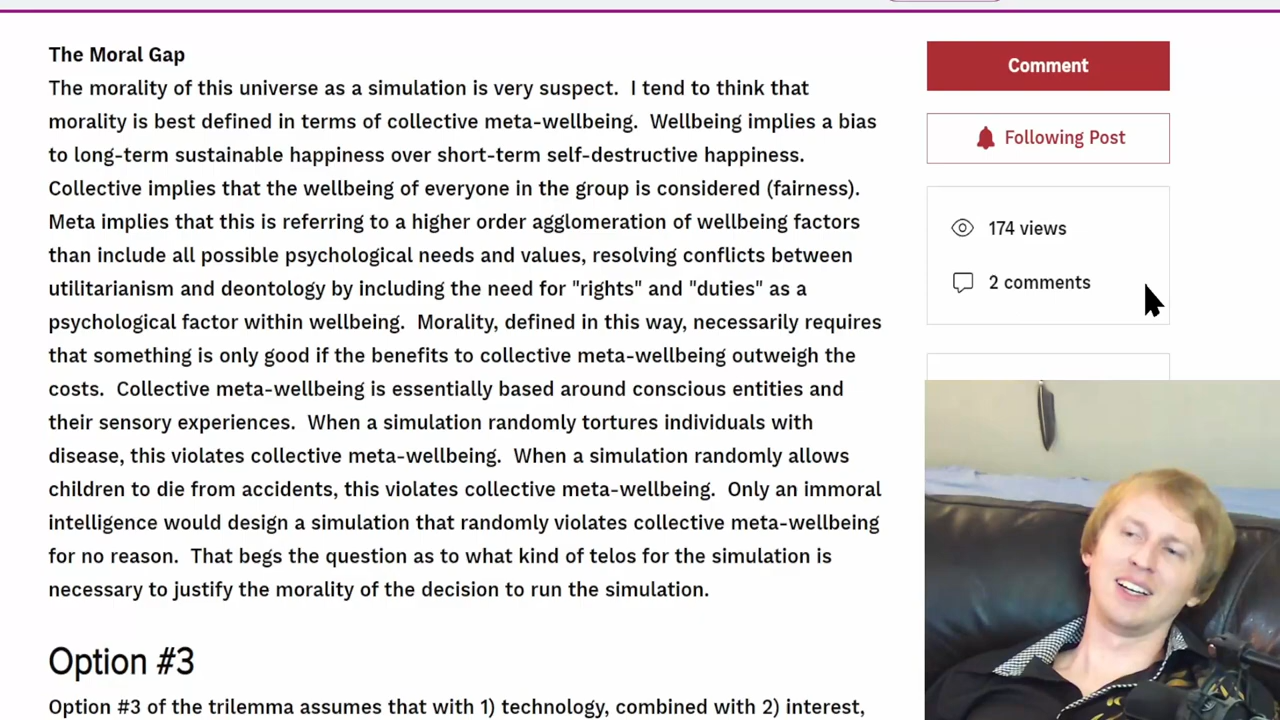 The Moral Gap
The morality of this universe as a simulation is very suspect.  I tend to think that
morality is best defined in terms of collective meta-wellbeing.  Wellbeing implies a bias
to long-term sustainable happiness over short-term self-destructive happiness.
Collective implies that the wellbeing of everyone in the group is considered (fairness).
Meta implies that this is referring to a higher order agglomeration of wellbeing factors
than include all possible psychological needs and values, resolving conflicts between
utilitarianism and deontology by including the need for "rights" and "duties" as a
psychological factor within wellbeing.  Morality, defined in this way, necessarily requires
that something is only good if the benefits to collective meta-wellbeing outweigh the
costs.  Collective meta-wellbeing is essentially based around conscious entities and
their sensory experiences.  When a simulation randomly tortures individuals with
disease, this violates collective meta-wellbeing.  When a simulation randomly allows
children to die from accidents, this violates collective meta-wellbeing.  Only an immoral
intelligence would design a simulation that randomly violates collective meta-wellbeing
for no reason.  That begs the question as to what kind of telos for the simulation is
necessary to justify the morality of the decision to run the simulation.
Option #3
Option #3 of the trilemma assumes that with 1) technology, combined with 2) interest,
Comment
Following Post
174 views
2 comments